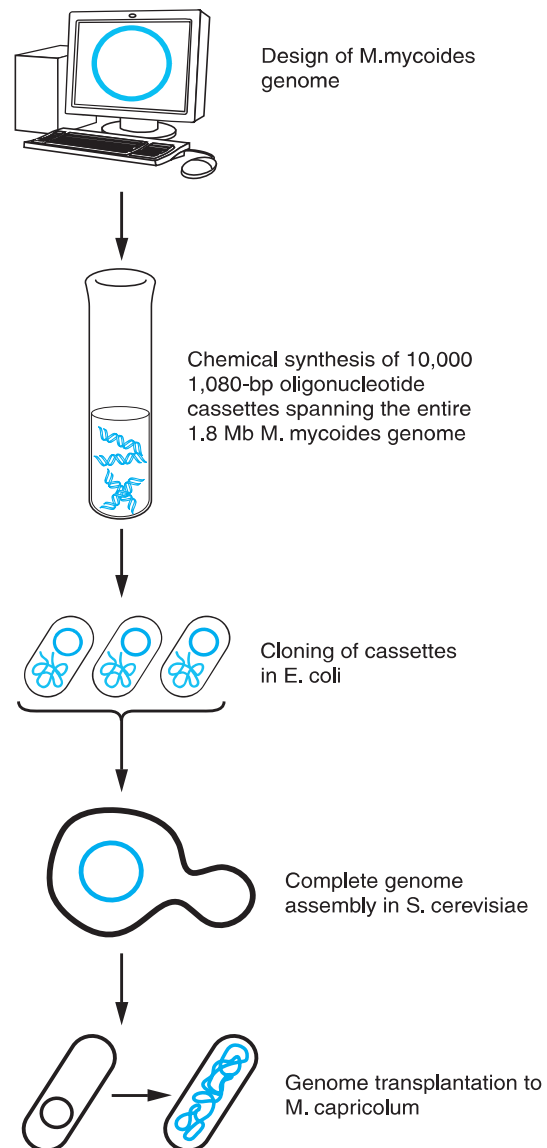 Design of M.mycoides
genome
Chemical synthesis of 10,000
1,080-bp oligonucleotide
cassettes spanning the entire
1.8 Mb M. mycoides genome
Cloning of cassettes
in E. coli
Complete genome
assembly in S. cerevisiae
Genome transplantation to
M. capricolum